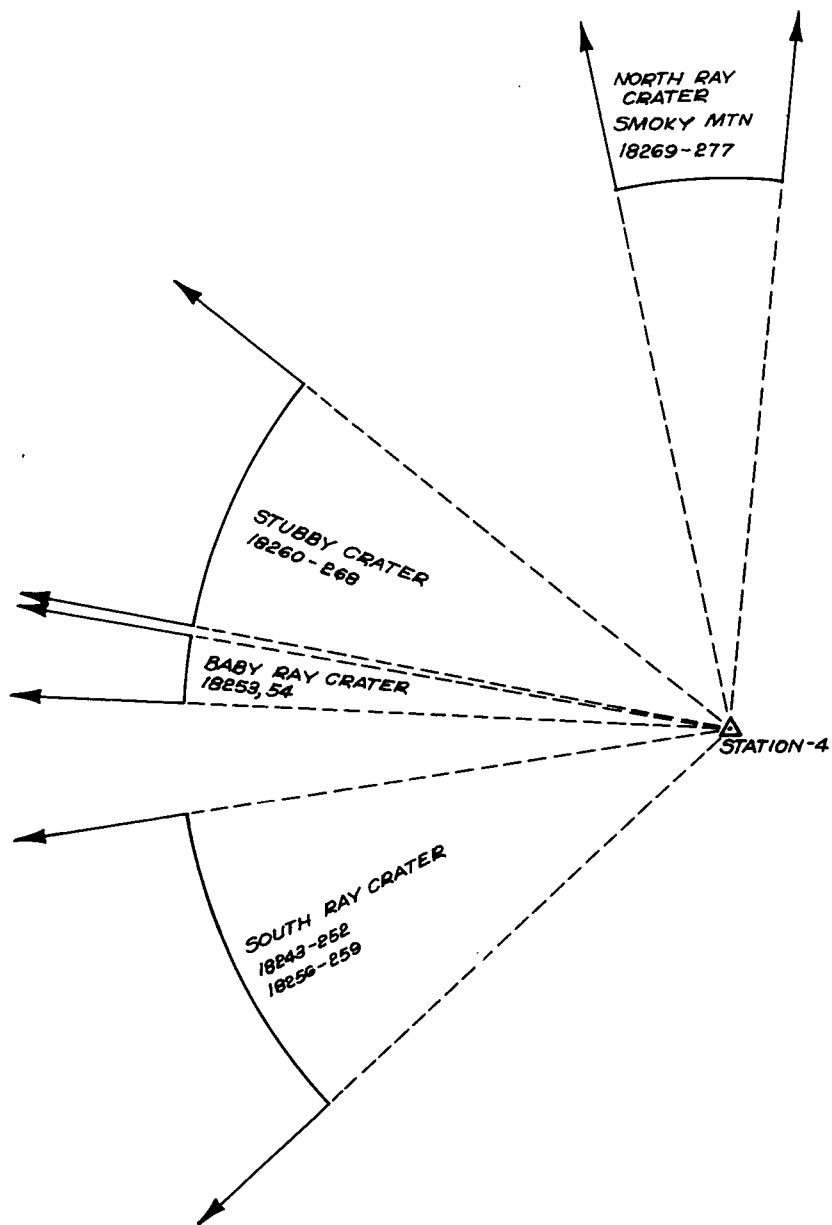 NORTH RAY
CRATER
SMOKY MTN
18269-277
STUBBY CRATER
18260-268
BABY RAY CRATER
18253, 54
STATION-4
SOUTH RAY CRATER
18243-252
18256-259